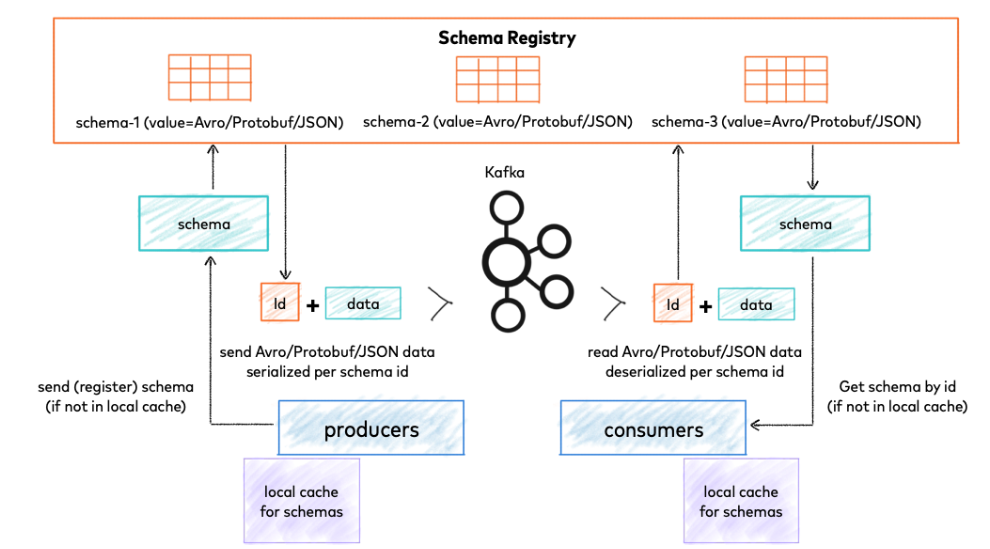 Schema Registry
schema-1 (value=Avro/Protobuf/JSON)
schema-2 (value=Avro/Protobuf/JSON)
schema-3 (value=Avro/Protobuf/JSON)
Kafka
schema
schema
Id
+
data
Id
+
data
send Avro/Protobuf/JSON data
serialized per schema id
read Avro/Protobuf/JSON data
deserialized per schema id
send (register) schema
(if not in local cache)
Get schema by id
(if not in local cache)
producers
consumers
local cache
for schemas
local cache
for schemas